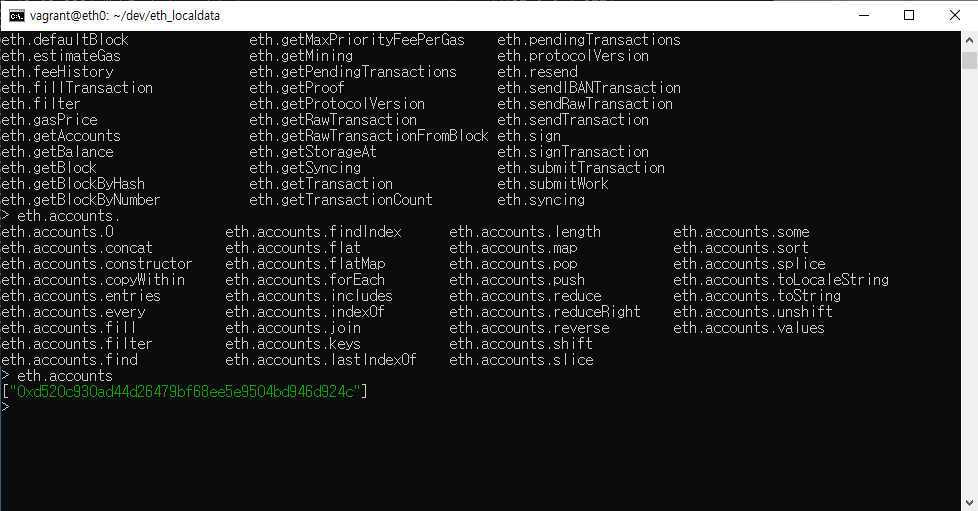 vagrant@eth0: ~/dev/eth_localdata
eth.defaultBlock eth.getMaxPriorityFeePerGas eth.pendingTransactions
eth.estimateGas eth.getMining eth.protocolVersion
eth.feeHistory eth.getPendingTransactions eth.resend
eth.fillTransaction eth.getProof eth.sendIBANTransaction
eth.filter eth.getProtocolVersion eth.sendRawTransaction
eth.gasPrice eth.getRawTransaction eth.sendTransaction
eth.getAccounts eth.getRawTransactionFromBlock eth.sign
eth.getBalance eth.getStorageAt eth.signTransaction
eth.getBlock eth.getSyncing eth.submitTransaction
eth.getBlockByHash eth.getTransaction eth.submitWork
eth.getBlockByNumber eth.getTransactionCount eth.syncing
> eth.accounts.
eth.accounts.0 eth.accounts.findIndex eth.accounts.length eth.accounts.some
eth.accounts.concat eth.accounts.flat eth.accounts.map eth.accounts.sort
eth.accounts.constructor eth.accounts.flatMap eth.accounts.pop eth.accounts.splice
eth.accounts.copyWithin eth.accounts.forEach eth.accounts.push eth.accounts.toLocaleString
eth.accounts.entries eth.accounts.includes eth.accounts.reduce eth.accounts.toString
eth.accounts.every eth.accounts.indexOf eth.accounts.reduceRight eth.accounts.unshift
eth.accounts.fill eth.accounts.join eth.accounts.reverse eth.accounts.values
eth.accounts.filter eth.accounts.keys eth.accounts.shift
eth.accounts.find eth.accounts.lastIndexOf eth.accounts.slice
> eth.accounts
["0xd520c930ad44d26479bf68ee5e9504bd946d924c"]
>